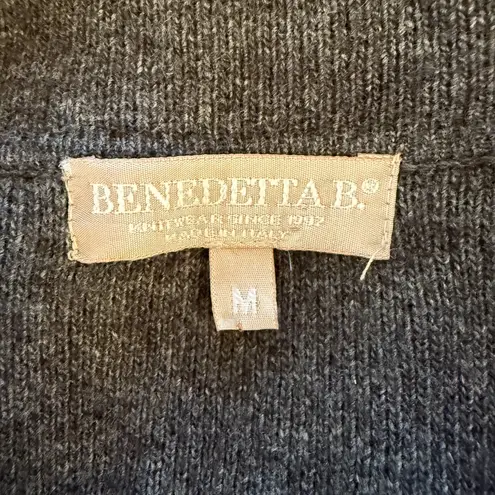 BENEDETTA B.®
KNITWEAR SINCE 1992
MADE IN ITALY
M